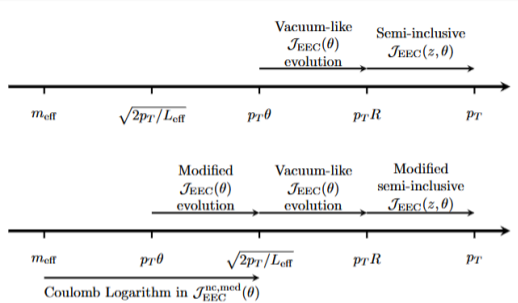 Vacuum-like Semi-inclusive
𝒥_EEC(θ) 𝒥_EEC(z, θ)
evolution
m_eff √(2p_T/L_eff) p_Tθ p_TR p_T
Modified Vacuum-like Modified
𝒥_EEC(θ) 𝒥_EEC(θ) semi-inclusive
evolution evolution 𝒥_EEC(z, θ)
m_eff p_Tθ √(2p_T/L_eff) p_TR p_T
Coulomb Logarithm in 𝒥_EEC^{nc,med}(θ)